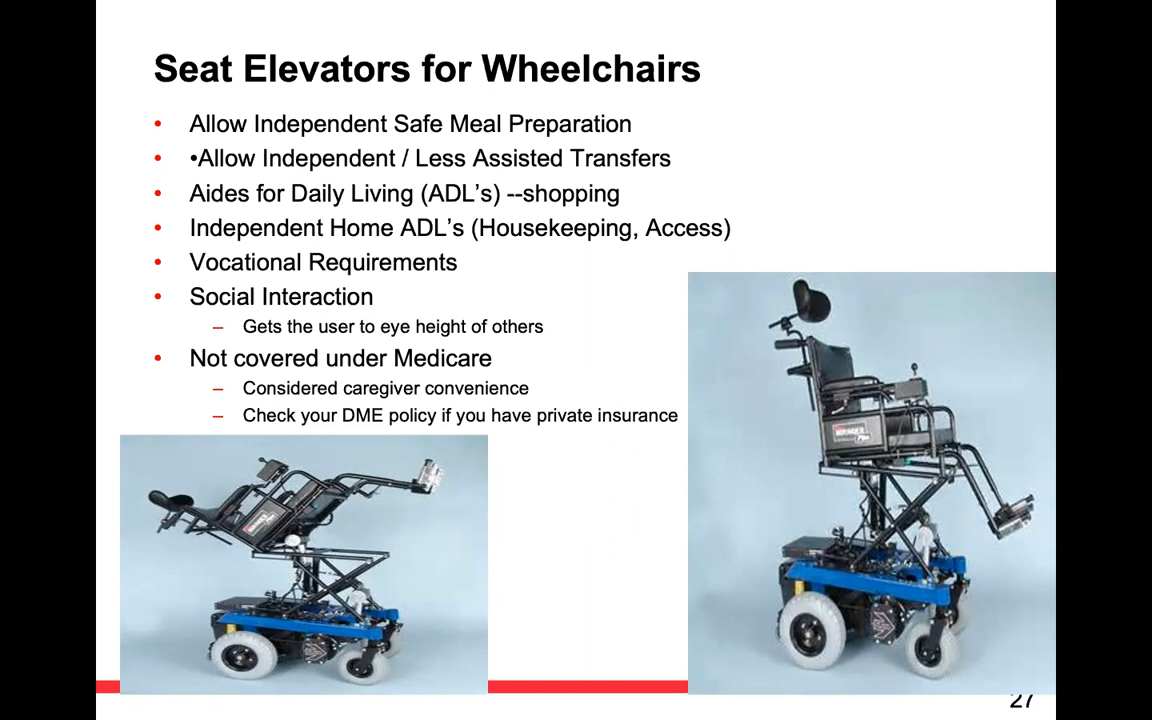 Seat Elevators for Wheelchairs
• Allow Independent Safe Meal Preparation
• •Allow Independent / Less Assisted Transfers
• Aides for Daily Living (ADL’s) --shopping
• Independent Home ADL’s (Housekeeping, Access)
• Vocational Requirements
• Social Interaction
– Gets the user to eye height of others
• Not covered under Medicare
– Considered caregiver convenience
– Check your DME policy if you have private insurance
27